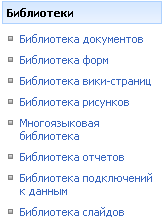 Библиотеки
Библиотека документов
Библиотека форм
Библиотека вики-страниц
Библиотека рисунков
Многоязыковая
библиотека
Библиотека отчетов
Библиотека подключений
к данным
Библиотека слайдов